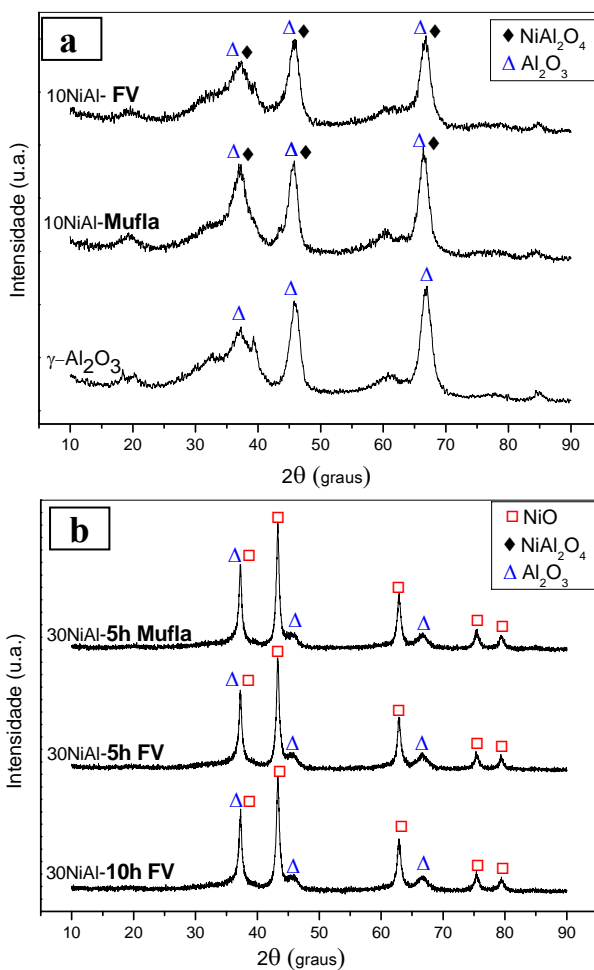 a
◆ NiAl₂O₄
Δ Al₂O₃
10NiAl- FV
10NiAl-Mufla
γ-Al₂O₃
Intensidade (u.a.)
10 20 30 40 50 60 70 80 90
2θ (graus)
b
□ NiO
◆ NiAl₂O₄
Δ Al₂O₃
30NiAl-5h Mufla
30NiAl-5h FV
30NiAl-10h FV
Intensidade (u.a.)
10 20 30 40 50 60 70 80 90
2θ (graus)